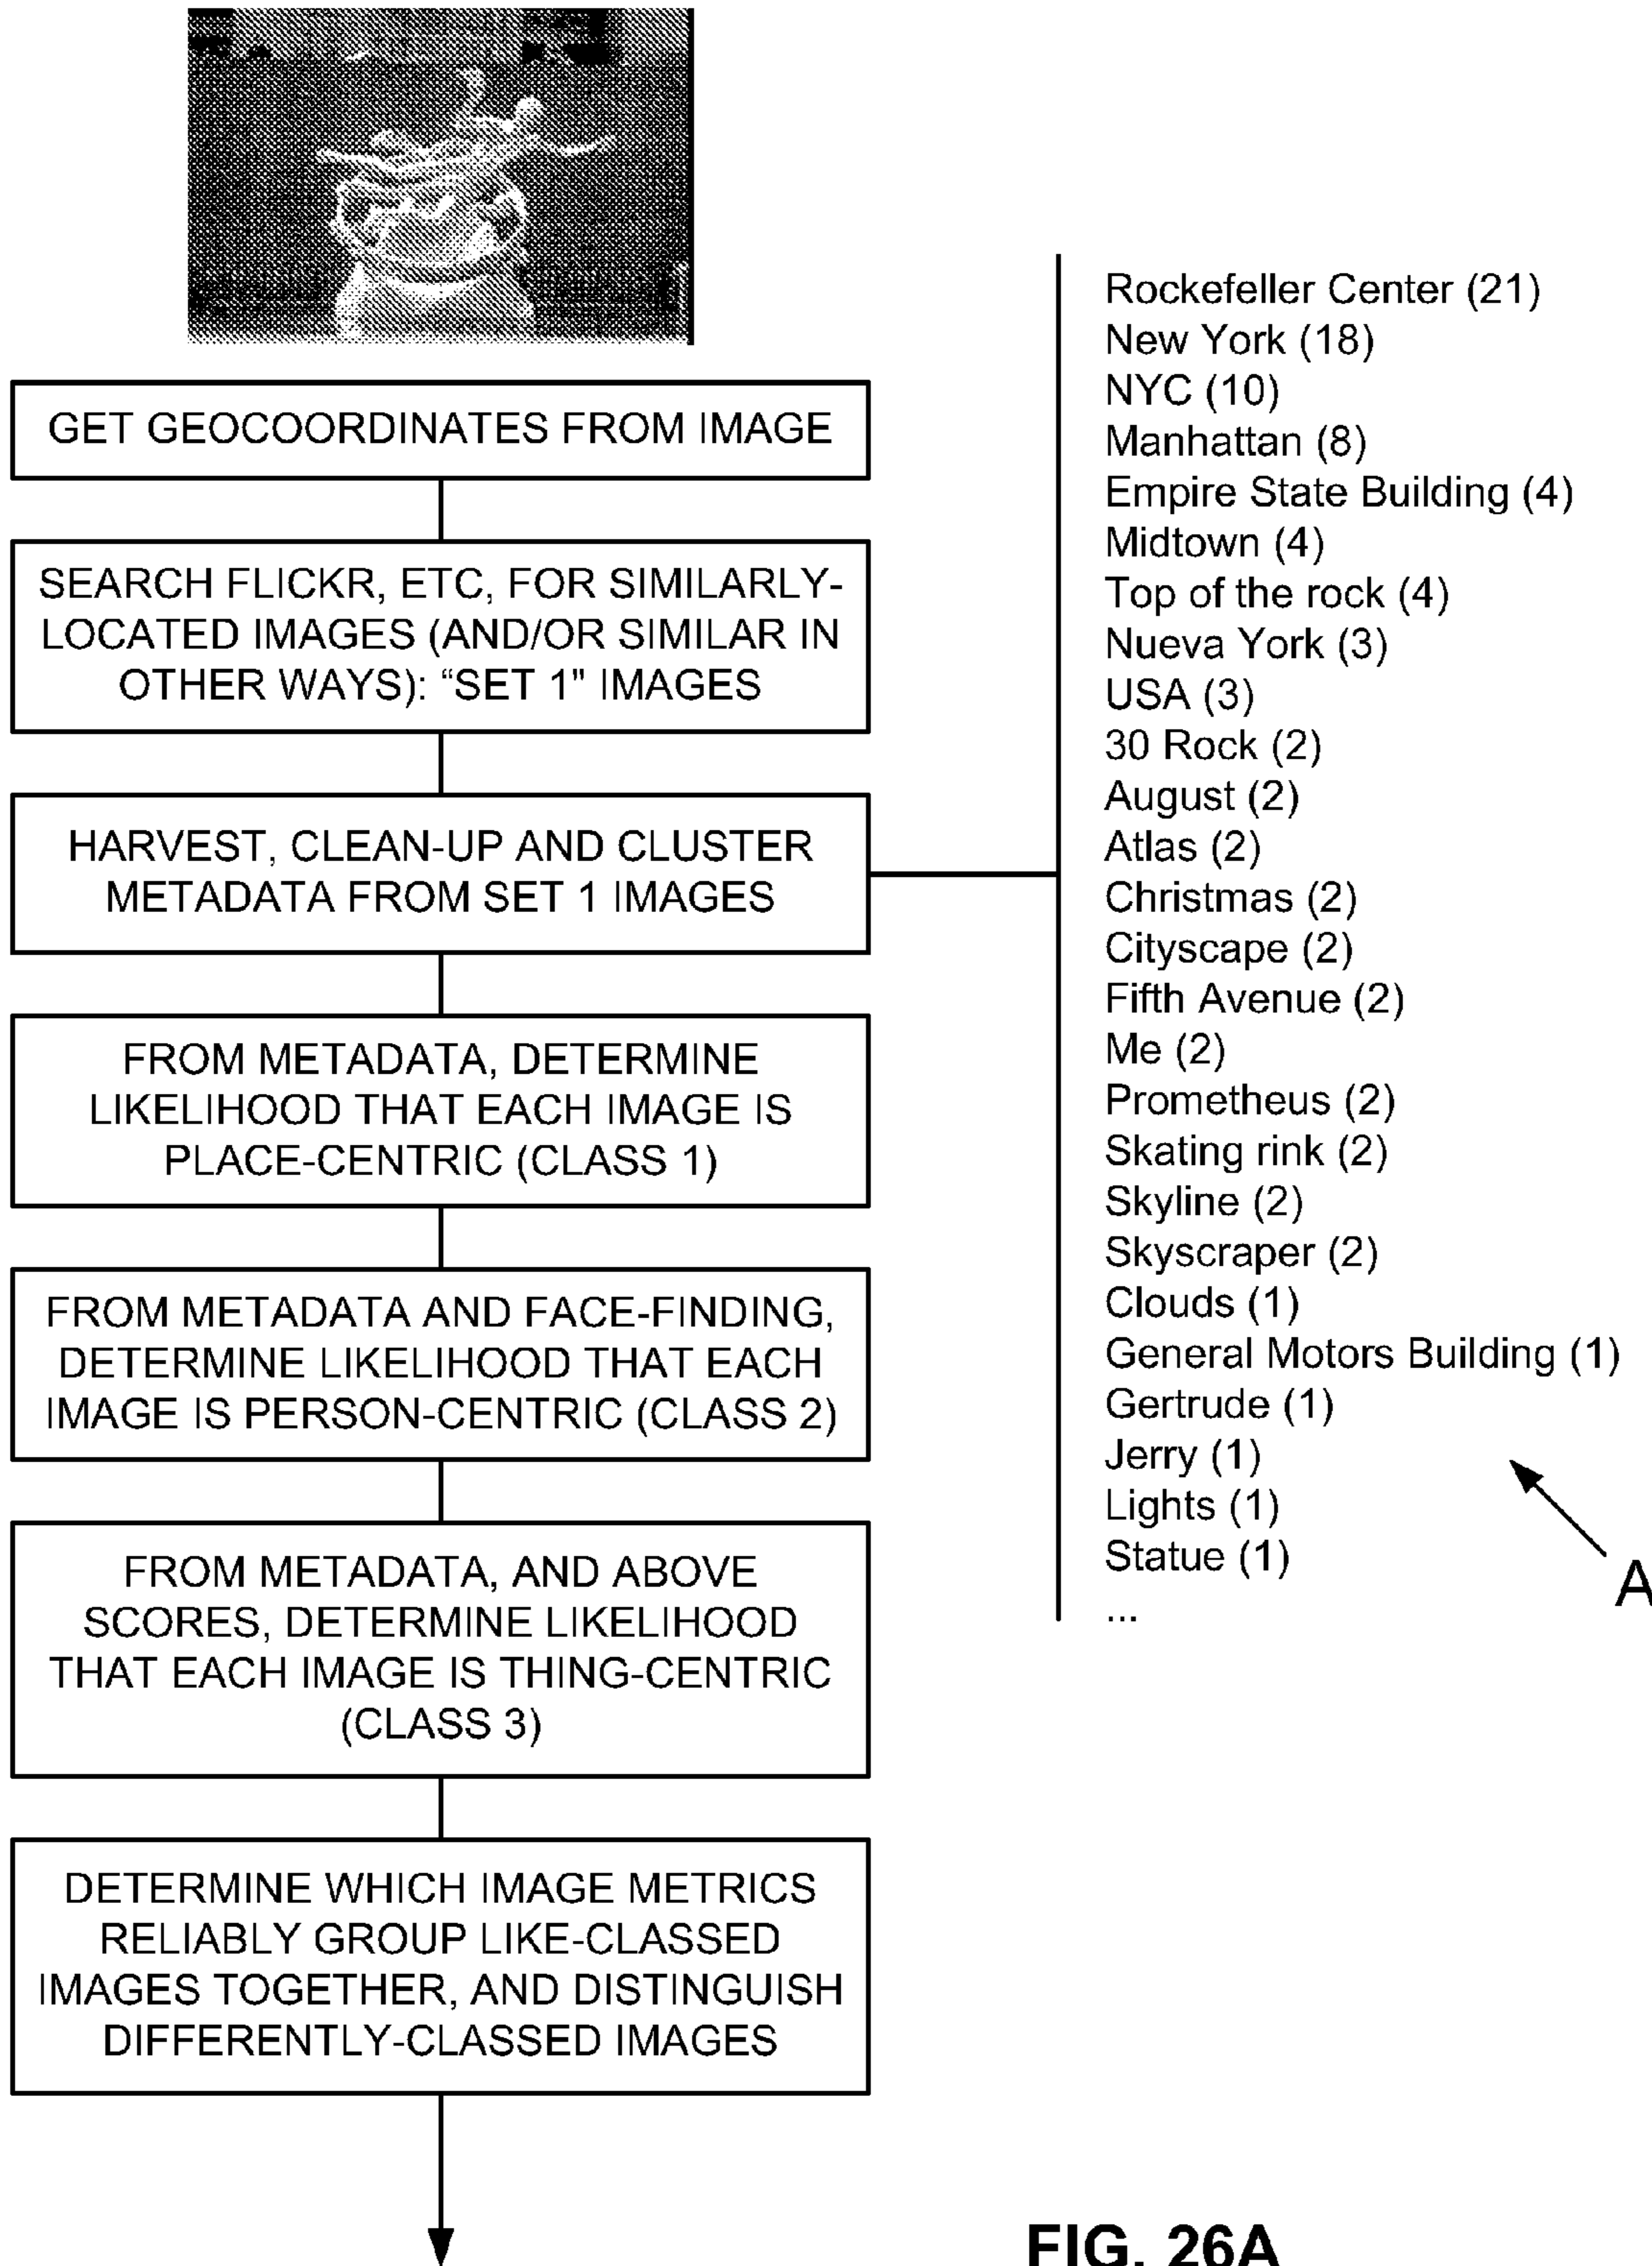 GET GEOCOORDINATES FROM IMAGE
SEARCH FLICKR, ETC, FOR SIMILARLY-
LOCATED IMAGES (AND/OR SIMILAR IN
OTHER WAYS): “SET 1" IMAGES
HARVEST, CLEAN-UP AND CLUSTER
METADATA FROM SET 1 IMAGES
FROM METADATA, DETERMINE
LIKELIHOOD THAT EACH IMAGE IS
PLACE-CENTRIC (CLASS 1)
FROM METADATA AND FACE-FINDING,
DETERMINE LIKELIHOOD THAT EACH
IMAGE IS PERSON-CENTRIC (CLASS 2)
FROM METADATA, AND ABOVE
SCORES, DETERMINE LIKELIHOOD
THAT EACH IMAGE IS THING-CENTRIC
(CLASS 3)
DETERMINE WHICH IMAGE METRICS
RELIABLY GROUP LIKE-CLASSED
IMAGES TOGETHER, AND DISTINGUISH
DIFFERENTLY-CLASSED IMAGES
Rockefeller Center (21)
New York (18)
NYC (10)
Manhattan (8)
Empire State Building (4)
Midtown (4)
Top of the rock (4)
Nueva York (3)
USA (3)
30 Rock (2)
August (2)
Atlas (2)
Christmas (2)
Cityscape (2)
Fifth Avenue (2)
Me (2)
Prometheus (2)
Skating rink (2)
Skyline (2)
Skyscraper (2)
Clouds (1)
General Motors Building (1)
Gertrude (1)
Jerry (1)
Lights (1)
Statue (1)
...
A
FIG. 26A